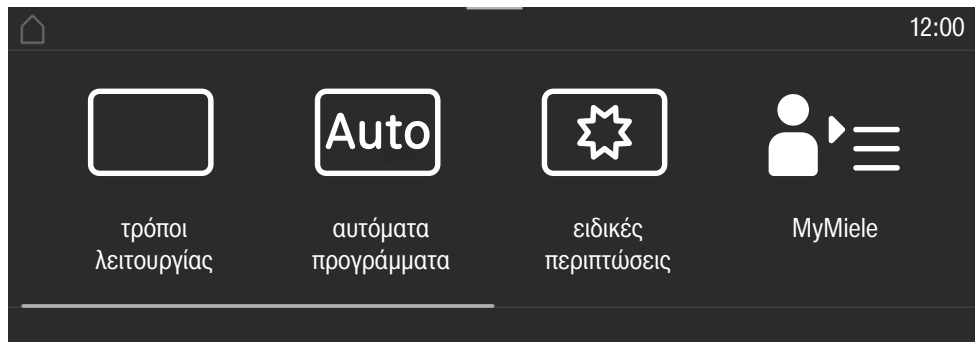 12:00
Auto
τρόποι
λειτουργίας
αυτόματα
προγράμματα
ειδικές
περιπτώσεις
MyMiele